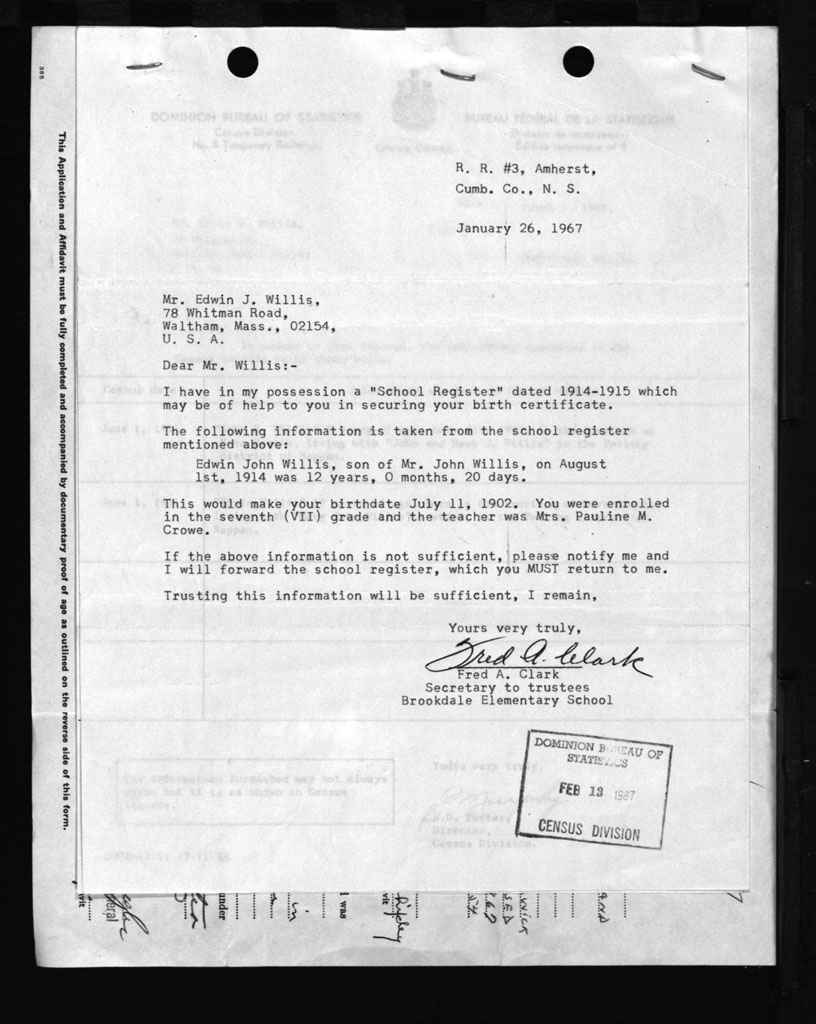 385
This Application and Affidavit must be fully completed and accompanied by documentary proof of age as outlined on the reverse side of this form.
DOMINION BUREAU OF STATISTICS
BUREAU FÉDÉRAL DE LA STATISTIQUE
Census Division
R. R. #3, Amherst,
Cumb. Co., N. S.
January 26, 1967
Mr. Edwin J. Willis,
78 Whitman Road,
Waltham, Mass., 02154,
U. S. A.
Dear Mr. Willis:-
I have in my possession a "School Register" dated 1914-1915 which
may be of help to you in securing your birth certificate.
The following information is taken from the school register
mentioned above:
Edwin John Willis, son of Mr. John Willis, on August
1st, 1914 was 12 years, 0 months, 20 days.
This would make your birthdate July 11, 1902. You were enrolled
in the seventh (VII) grade and the teacher was Mrs. Pauline M.
Crowe.
If the above information is not sufficient, please notify me and
I will forward the school register, which you MUST return to me.
Trusting this information will be sufficient, I remain,
Yours very truly,
Fred A. Clark
Fred A. Clark
Secretary to trustees
Brookdale Elementary School
DOMINION BUREAU OF
STATISTICS
FEB 13 1967
CENSUS DIVISION
The information furnished may not always
Yours very truly,
Director,
Census Division.
under
I was